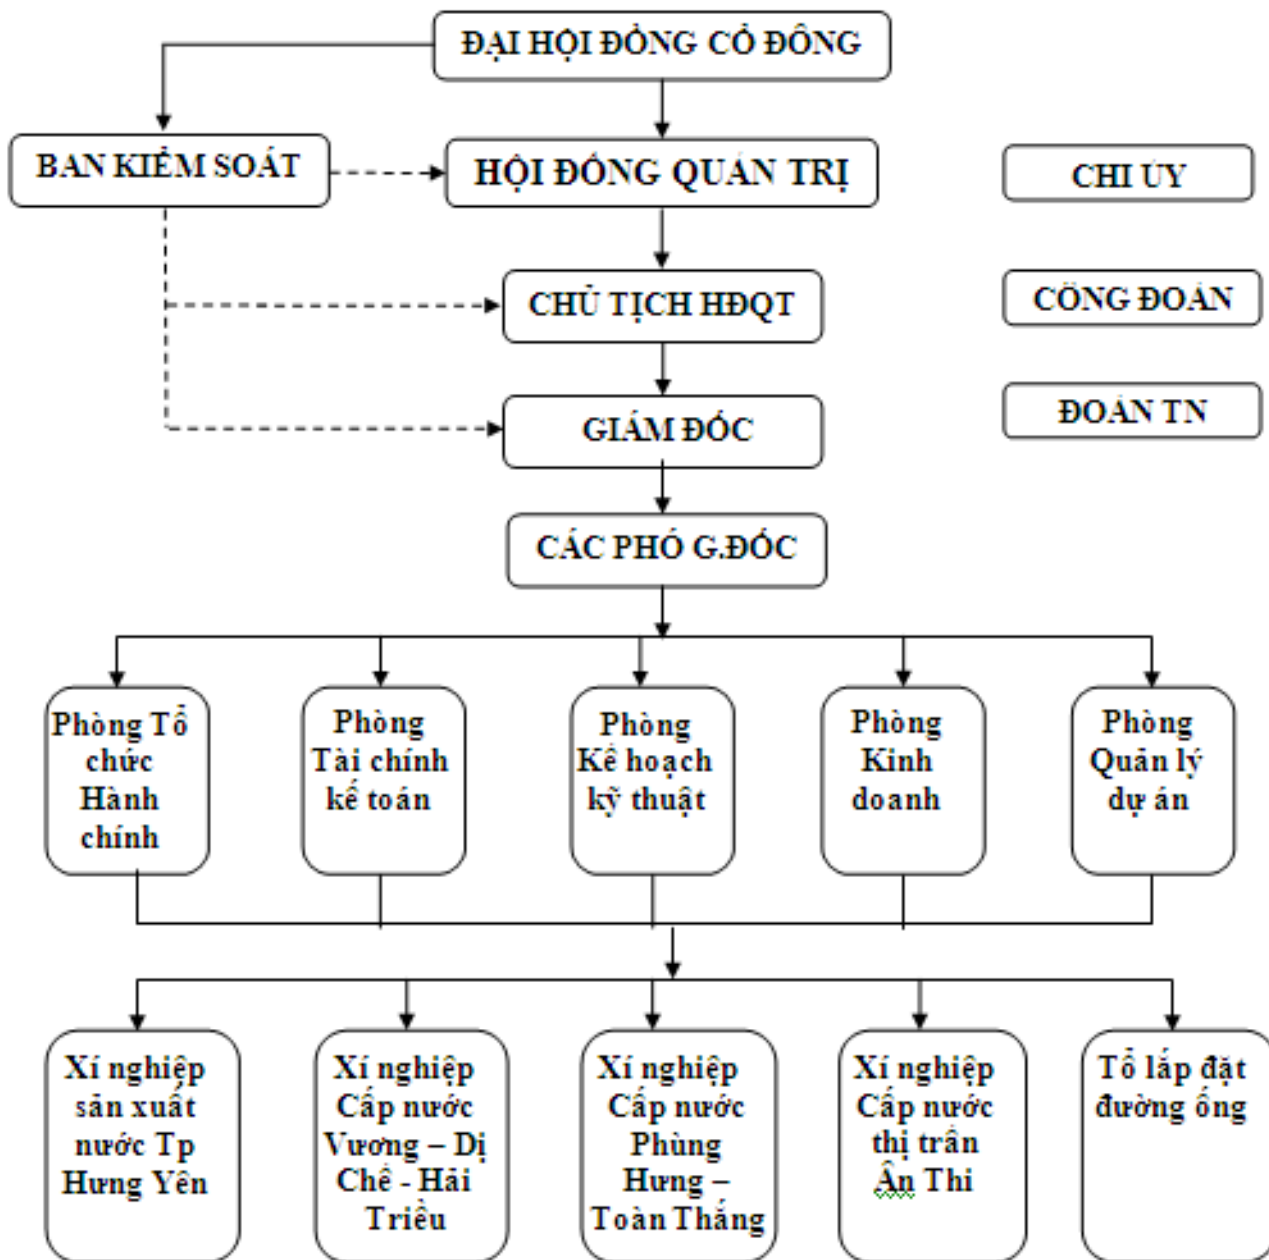 ĐẠI HỘI ĐỒNG CỔ ĐÔNG
BAN KIỂM SOÁT
HỘI ĐỒNG QUẢN TRỊ
CHI ỦY
CHỦ TỊCH HĐQT
CÔNG ĐOÀN
GIÁM ĐỐC
ĐOÀN TN
CÁC PHÓ G.ĐỐC
Phòng Tổ
chức
Hành
chính
Phòng
Tài chính
kế toán
Phòng
Kế hoạch
kỹ thuật
Phòng
Kinh
doanh
Phòng
Quản lý
dự án
Xí nghiệp
sản xuất
nước Tp
Hưng Yên
Xí nghiệp
Cấp nước
Vương – Dị
Chế - Hải
Triều
Xí nghiệp
Cấp nước
Phùng
Hưng –
Toàn Thắng
Xí nghiệp
Cấp nước
thị trấn
Ân Thi
Tổ lắp đặt
đường ống